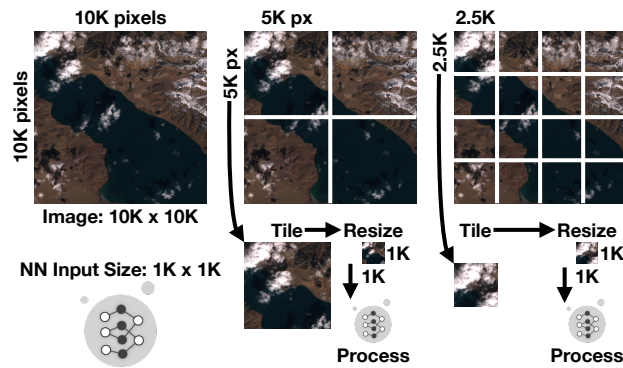 10K pixels
10K pixels
Image: 10K x 10K
NN Input Size: 1K x 1K
5K px
5K px
Tile
Resize
1K
1K
Process
2.5K
2.5K
Tile
Resize
1K
1K
Process